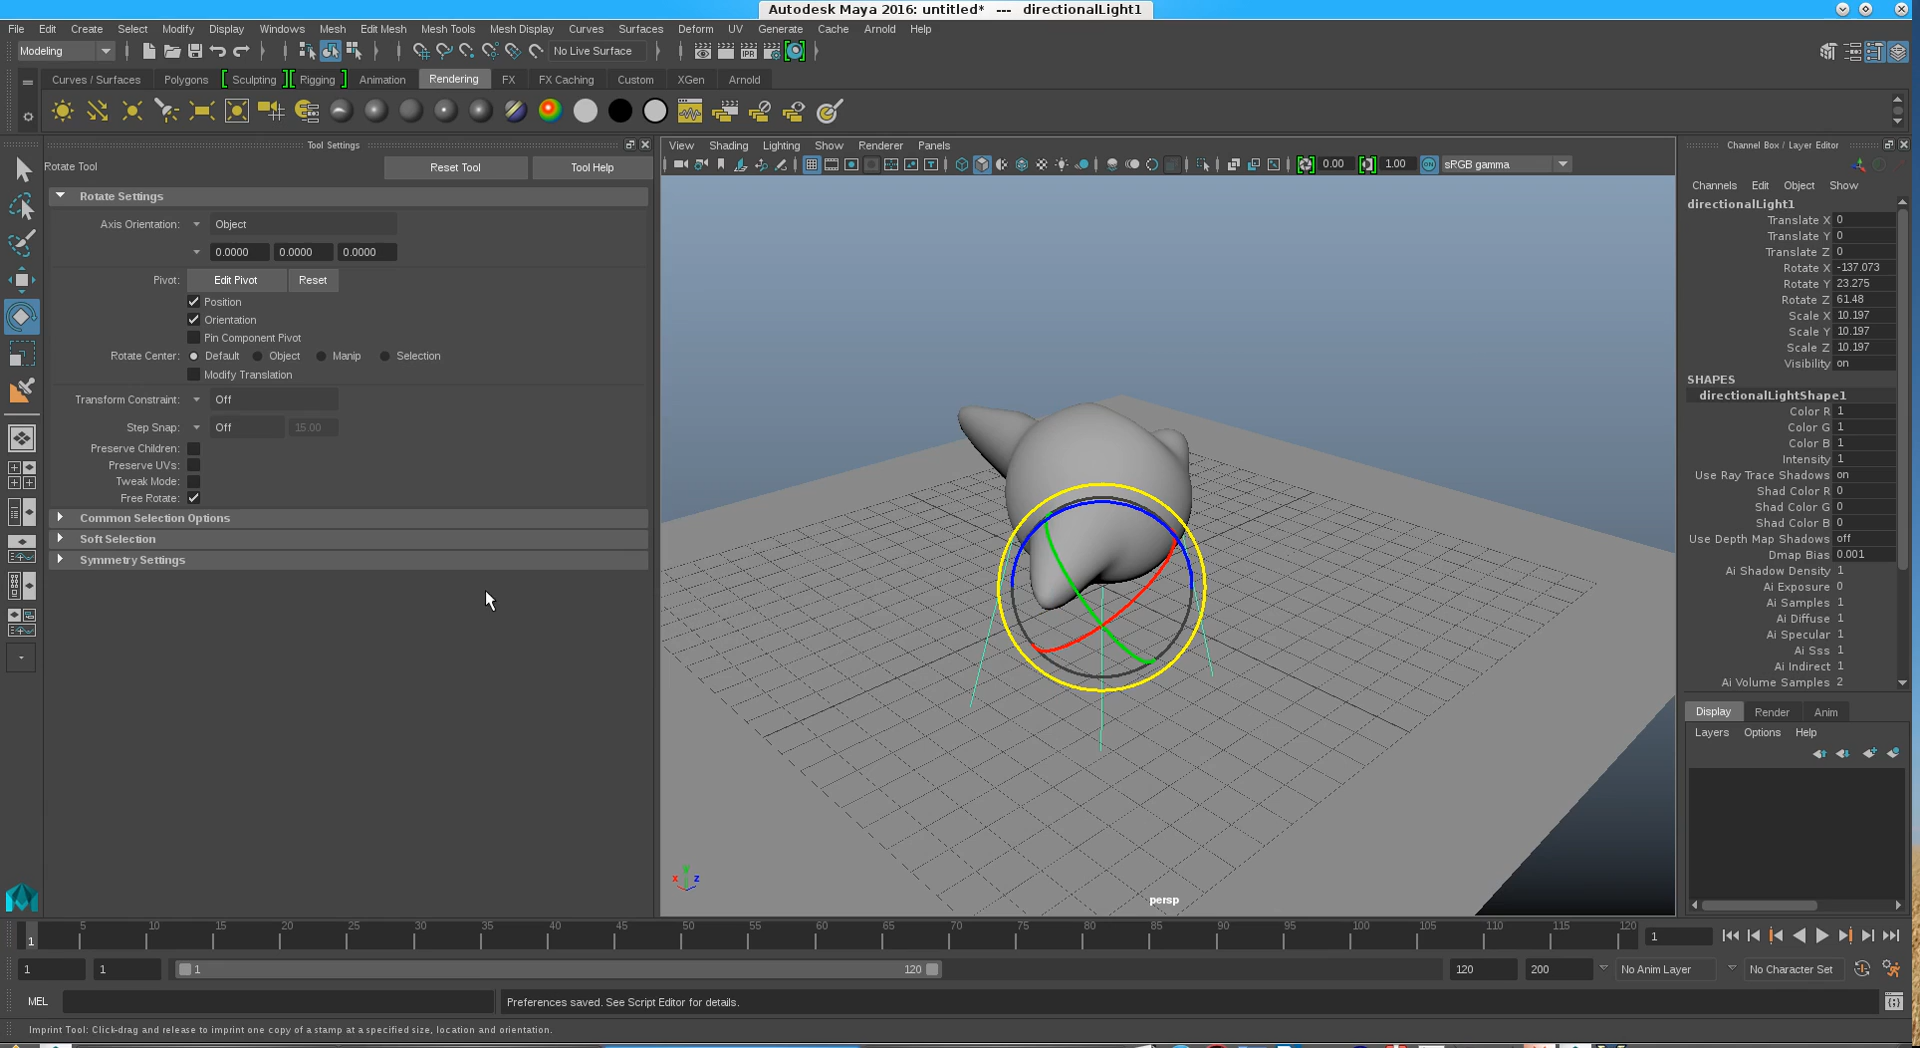 Autodesk Maya 2016: untitled* --- directionalLight1
File Edit Create Select Modify Display Windows Mesh Edit Mesh Mesh Tools Mesh Display Curves Surfaces Deform UV Generate Cache Arnold Help
Modeling No Live Surface IPR
Curves / Surfaces Polygons Sculpting Rigging Animation Rendering FX FX Caching Custom XGen Arnold
Tool Settings
Rotate Tool Reset Tool Tool Help
Rotate Settings
Axis Orientation: Object
0.0000 0.0000 0.0000
Pivot: Edit Pivot Reset
Position
Orientation
Pin Component Pivot
Rotate Center: Default Object Manip Selection
Modify Translation
Transform Constraint: Off
Step Snap: Off 15.00
Preserve Children:
Preserve UVs:
Tweak Mode:
Free Rotate:
Common Selection Options
Soft Selection
Symmetry Settings
View Shading Lighting Show Renderer Panels
0.00 1.00 sRGB gamma
y
x z
persp
Channel Box / Layer Editor
Channels Edit Object Show
directionalLight1
Translate X 0
Translate Y 0
Translate Z 0
Rotate X -137.073
Rotate Y 23.275
Rotate Z 61.48
Scale X 10.197
Scale Y 10.197
Scale Z 10.197
Visibility on
SHAPES
directionalLightShape1
Color R 1
Color G 1
Color B 1
Intensity 1
Use Ray Trace Shadows on
Shad Color R 0
Shad Color G 0
Shad Color B 0
Use Depth Map Shadows off
Dmap Bias 0.001
Ai Shadow Density 1
Ai Exposure 0
Ai Samples 1
Ai Diffuse 1
Ai Specular 1
Ai Sss 1
Ai Indirect 1
Ai Volume Samples 2
Display Render Anim
Layers Options Help
5 10 15 20 25 30 35 40 45 50 55 60 65 70 75 80 85 90 95 100 105 110 115 120
1 1
1 1 1 120 120 200 No Anim Layer No Character Set
MEL Preferences saved. See Script Editor for details.
Imprint Tool: Click-drag and release to imprint one copy of a stamp at a specified size, location and orientation.